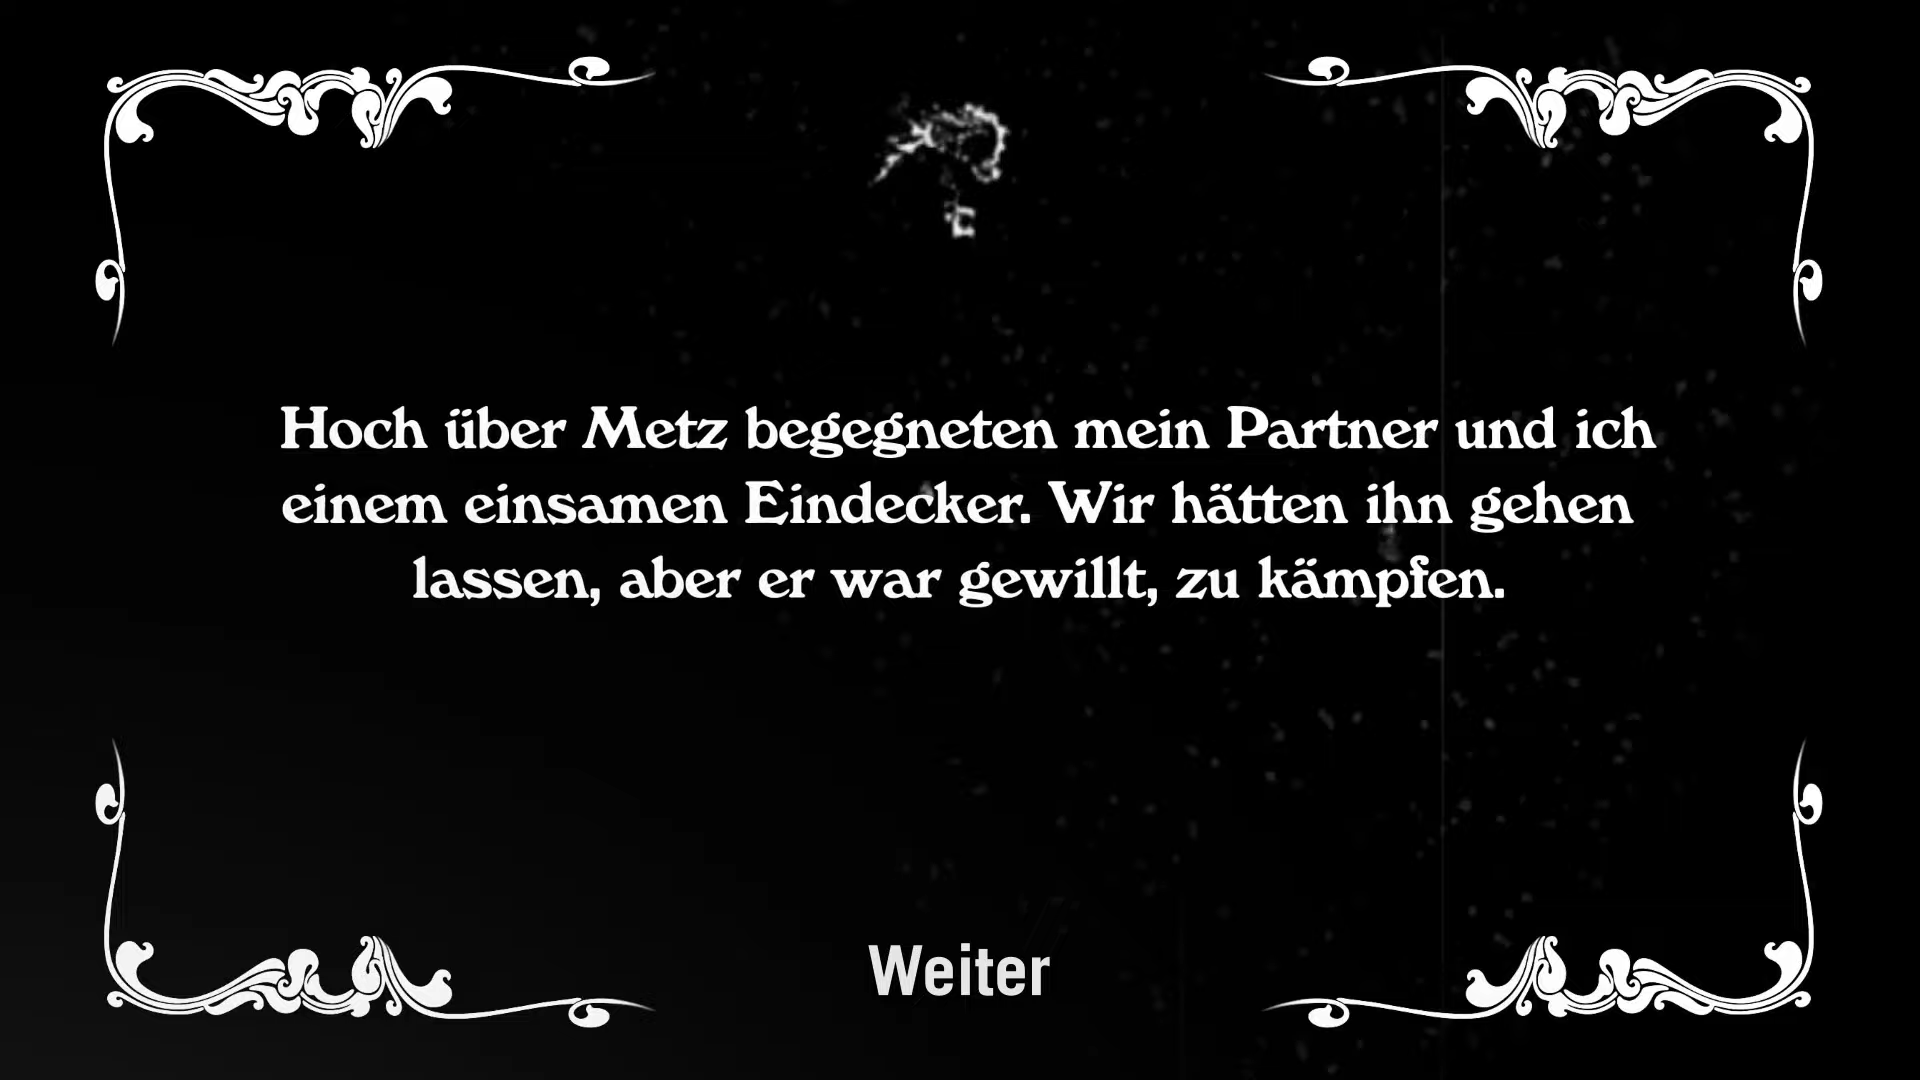 Hoch über Metz begegneten mein Partner und ich
einem einsamen Eindecker. Wir hätten ihn gehen
lassen, aber er war gewillt, zu kämpfen.
Weiter